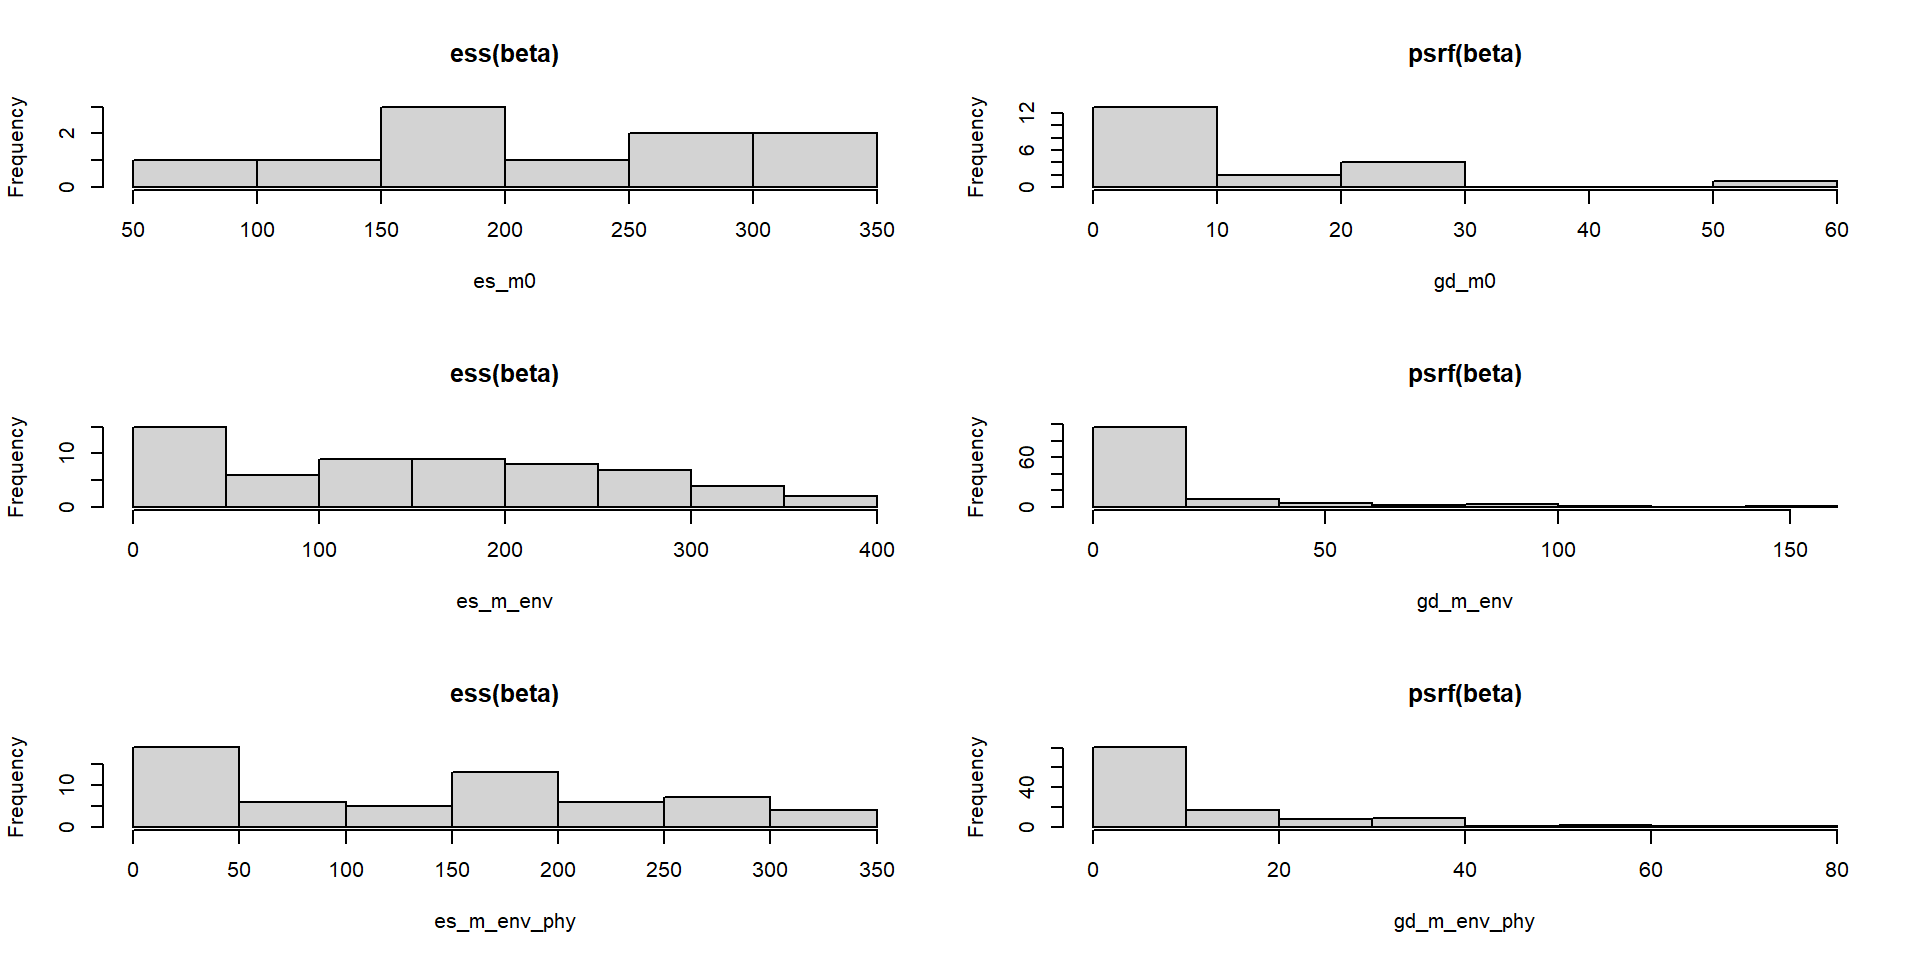 ess(beta)
Frequency
0 2
50 100 150 200 250 300 350
es_m0
psrf(beta)
Frequency
0 6 12
0 10 20 30 40 50 60
gd_m0
ess(beta)
Frequency
0 10
0 100 200 300 400
es_m_env
psrf(beta)
Frequency
0 60
0 50 100 150
gd_m_env
ess(beta)
Frequency
0 10
0 50 100 150 200 250 300 350
es_m_env_phy
psrf(beta)
Frequency
0 40
0 20 40 60 80
gd_m_env_phy